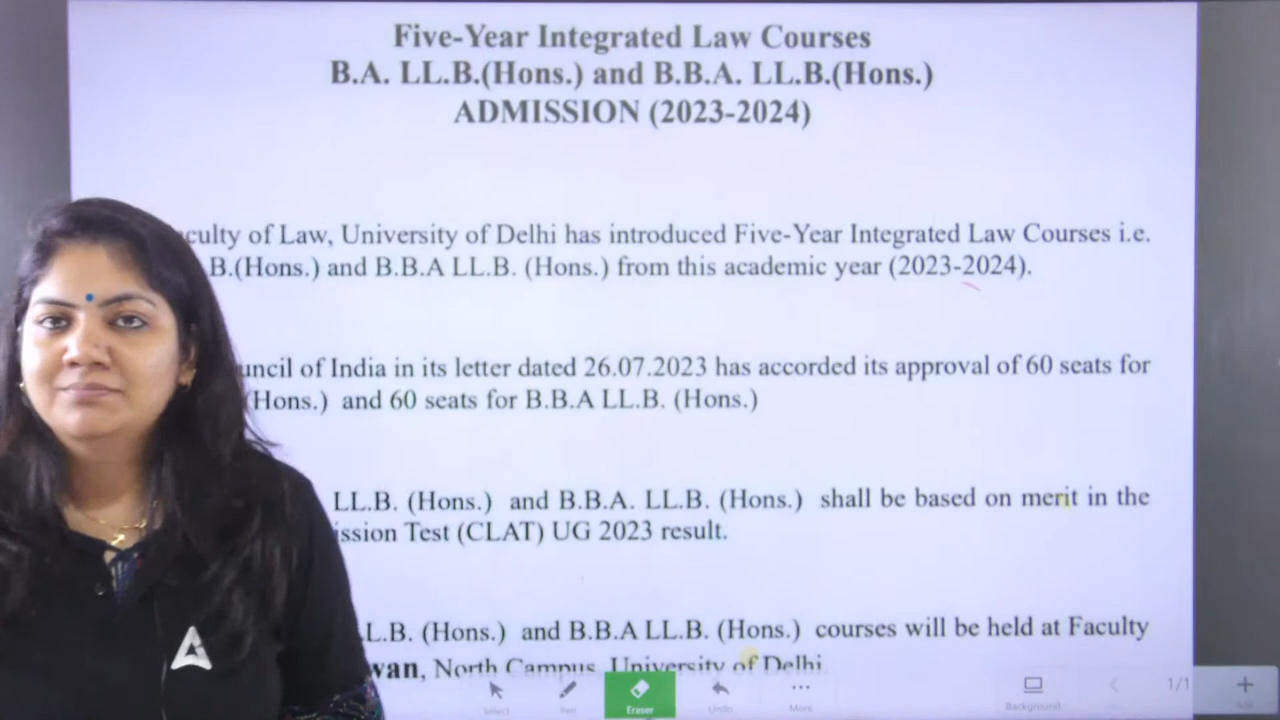 Five-Year Integrated Law Courses
B.A. LL.B.(Hons.) and B.B.A. LL.B.(Hons.)
ADMISSION (2023-2024)
culty of Law, University of Delhi has introduced Five-Year Integrated Law Courses i.e.
B.(Hons.) and B.B.A LL.B. (Hons.) from this academic year (2023-2024).
uncil of India in its letter dated 26.07.2023 has accorded its approval of 60 seats for
(Hons.) and 60 seats for B.B.A LL.B. (Hons.)
LL.B. (Hons.) and B.B.A. LL.B. (Hons.) shall be based on merit in the
ission Test (CLAT) UG 2023 result.
L.B. (Hons.) and B.B.A LL.B. (Hons.) courses will be held at Faculty
wan, North Campus, University of Delhi
Select Pen Eraser Undo More Background 1/1